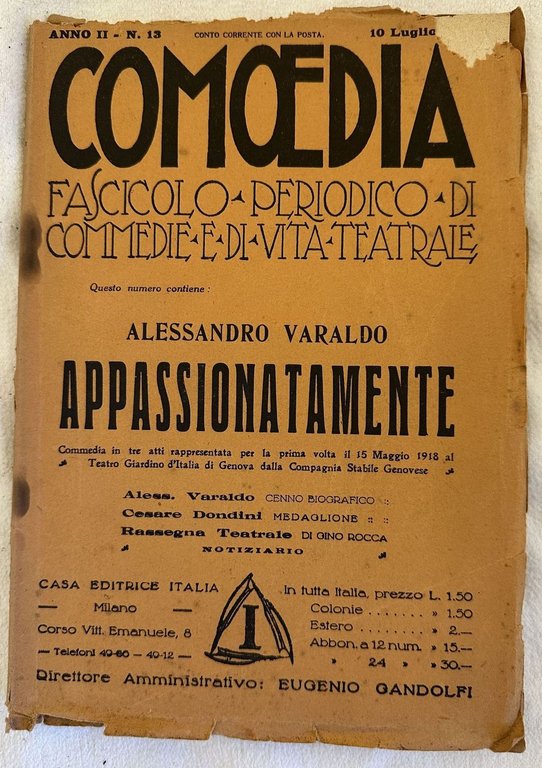 ANNO II - N. 13 CONTO CORRENTE CON LA POSTA. 10 Luglio
COMŒDIA
FASCICOLO PERIODICO DI
COMMEDIE E DI VITA TEATRALE
Questo numero contiene:
ALESSANDRO VARALDO
APPASSIONATAMENTE
Commedia in tre atti rappresentata per la prima volta il 15 Maggio 1918 al
Teatro Giardino d'Italia di Genova dalla Compagnia Stabile Genovese
Aless. Varaldo CENNO BIOGRAFICO ::
Cesare Dondini MEDAGLIONE :: ::
Rassegna Teatrale DI GINO ROCCA
NOTIZIARIO
CASA EDITRICE ITALIA
— Milano —
Corso Vitt. Emanuele, 8
— Telefoni 40-12 —
I
In tutta Italia, prezzo L. 1.50
Colonie . . . . . . . » 1.50
Estero . . . . . . . . » 2.—
Abbon. a 12 num. » 15.—
» 24 » » 30.—
Direttore Amministrativo: EUGENIO GANDOLFI